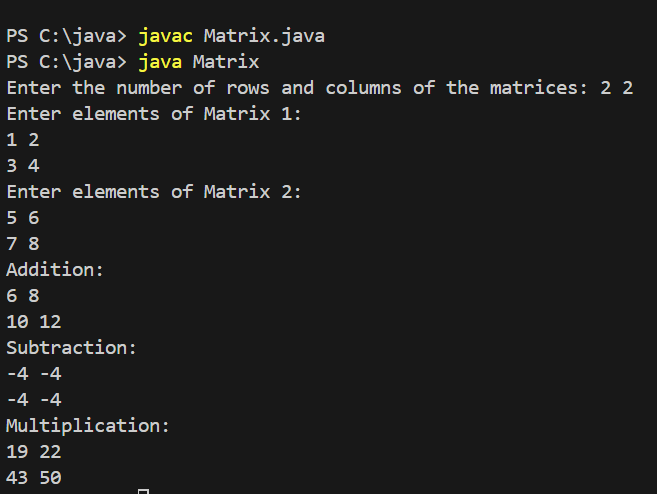 PS C:\java> javac Matrix.java
PS C:\java> java Matrix
Enter the number of rows and columns of the matrices: 2 2
Enter elements of Matrix 1:
1 2
3 4
Enter elements of Matrix 2:
5 6
7 8
Addition:
6 8
10 12
Subtraction:
-4 -4
-4 -4
Multiplication:
19 22
43 50